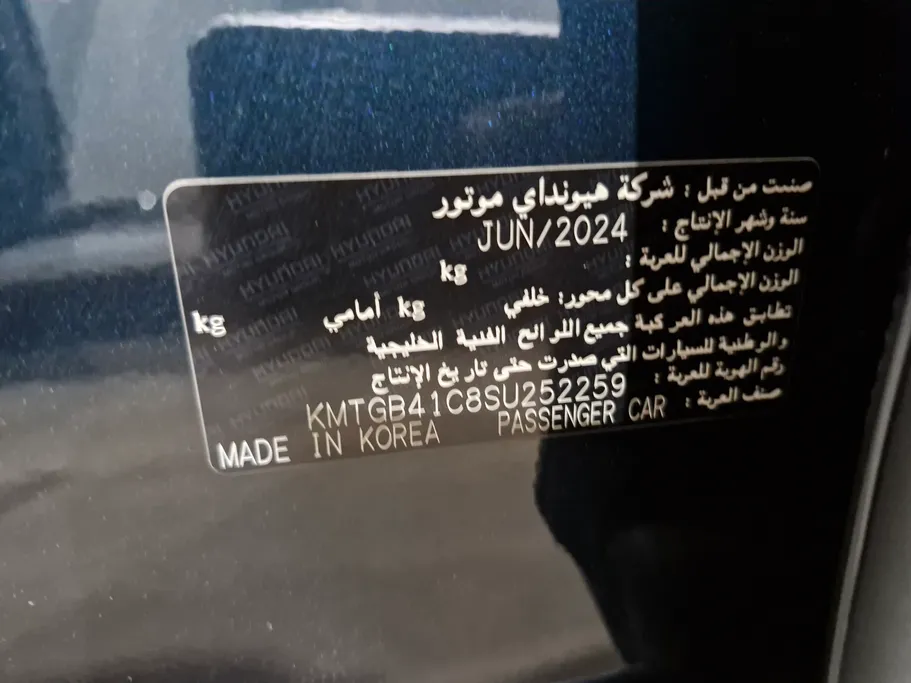 صنعت من قبل : شركة هيونداي موتور
سنة وشهر الإنتاج : JUN/2024
الوزن الإجمالي للعربة : kg
الوزن الإجمالي على كل محور: خلفي kg أمامي kg
تطابق هذه المركبة جميع اللوائح الفنية الخليجية
والوطنية للسيارات التي صدرت حتى تاريخ الإنتاج
رقم الهوية للعربة : KMTGB41C8SU252259
صنف العربة : PASSENGER CAR
MADE IN KOREA
HYUNDAI